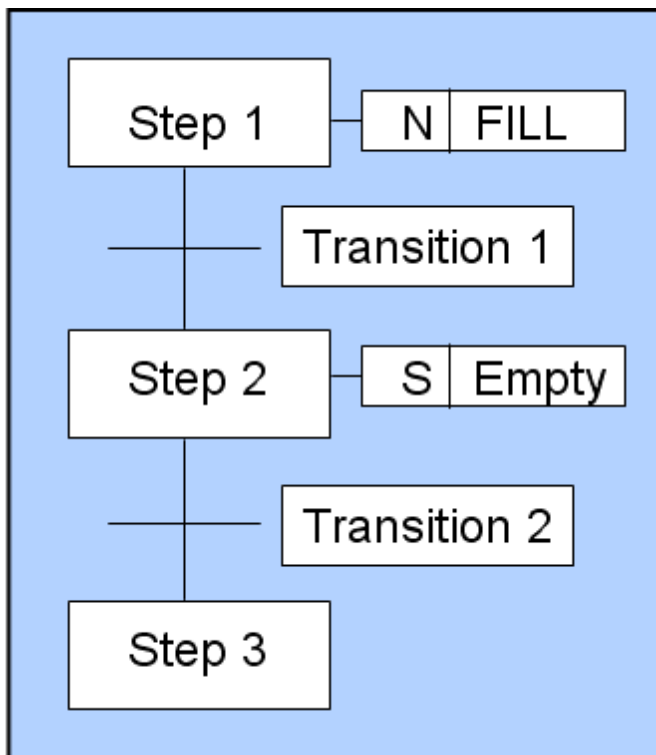 Step 1
N FILL
Transition 1
Step 2
S Empty
Transition 2
Step 3